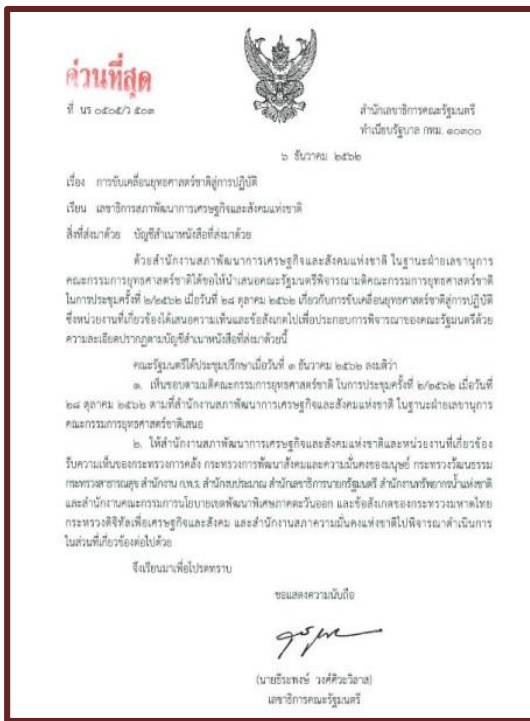 ด่วนที่สุด
ที่ นร ๐๕๐๕/ว ๕๐๓
สำนักเลขาธิการคณะรัฐมนตรี
ทำเนียบรัฐบาล กทม. ๑๐๓๐๐
๖ ธันวาคม ๒๕๖๒
เรื่อง การขับเคลื่อนยุทธศาสตร์ชาติสู่การปฏิบัติ
เรียน เลขาธิการสภาพัฒนาการเศรษฐกิจและสังคมแห่งชาติ
สิ่งที่ส่งมาด้วย บัญชีสำเนาหนังสือที่ส่งมาด้วย
ด้วยสำนักงานสภาพัฒนาการเศรษฐกิจและสังคมแห่งชาติ ในฐานะฝ่ายเลขานุการ
คณะกรรมการยุทธศาสตร์ชาติได้ขอให้นำเสนอคณะรัฐมนตรีพิจารณามติคณะกรรมการยุทธศาสตร์ชาติ
ในการประชุมครั้งที่ ๒/๒๕๖๒ เมื่อวันที่ ๒๘ ตุลาคม ๒๕๖๒ เกี่ยวกับการขับเคลื่อนยุทธศาสตร์ชาติสู่การปฏิบัติ
ซึ่งหน่วยงานที่เกี่ยวข้องได้เสนอความเห็นและข้อสังเกตไปเพื่อประกอบการพิจารณาของคณะรัฐมนตรีด้วย
ความละเอียดปรากฏตามบัญชีสำเนาหนังสือที่ส่งมาด้วยนี้
คณะรัฐมนตรีได้ประชุมปรึกษาเมื่อวันที่ ๓ ธันวาคม ๒๕๖๒ ลงมติว่า
๑. เห็นชอบตามมติคณะกรรมการยุทธศาสตร์ชาติ ในการประชุมครั้งที่ ๒/๒๕๖๒ เมื่อวันที่
๒๘ ตุลาคม ๒๕๖๒ ตามที่สำนักงานสภาพัฒนาการเศรษฐกิจและสังคมแห่งชาติ ในฐานะฝ่ายเลขานุการ
คณะกรรมการยุทธศาสตร์ชาติเสนอ
๒. ให้สำนักงานสภาพัฒนาการเศรษฐกิจและสังคมแห่งชาติและหน่วยงานที่เกี่ยวข้อง
รับความเห็นของกระทรวงการคลัง กระทรวงการพัฒนาสังคมและความมั่นคงของมนุษย์ กระทรวงวัฒนธรรม
กระทรวงสาธารณสุข สำนักงาน ก.พ.ร. สำนักงบประมาณ สำนักเลขาธิการนายกรัฐมนตรี สำนักงานทรัพยากรน้ำแห่งชาติ
และสำนักงานคณะกรรมการนโยบายเขตพัฒนาพิเศษภาคตะวันออก และข้อสังเกตของกระทรวงมหาดไทย
กระทรวงดิจิทัลเพื่อเศรษฐกิจและสังคม และสำนักงานสภาความมั่นคงแห่งชาติไปพิจารณาดำเนินการ
ในส่วนที่เกี่ยวข้องต่อไปด้วย
จึงเรียนมาเพื่อโปรดทราบ
ขอแสดงความนับถือ
(นายธีระพงษ์ วงศ์ศิวะวิลาส)
เลขาธิการคณะรัฐมนตรี